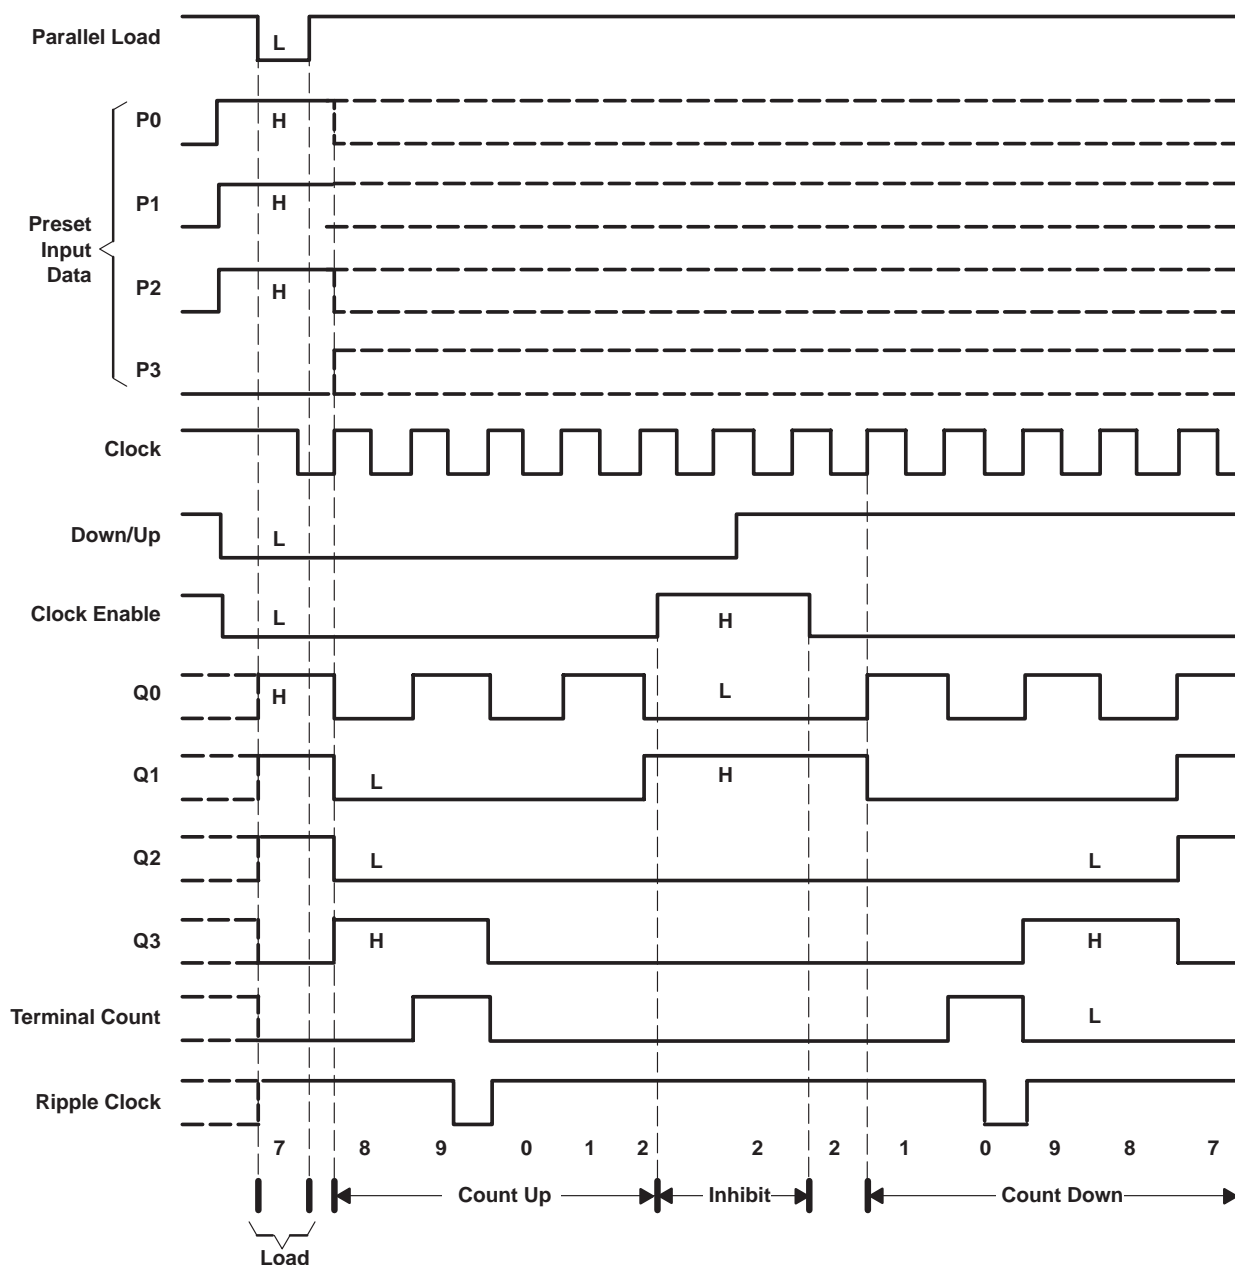 Parallel Load
L
P0
H
P1
H
Preset
Input
Data
P2
H
P3
Clock
Down/Up
L
Clock Enable
L
H
Q0
H
L
Q1
L
H
Q2
L
L
Q3
H
H
Terminal Count
L
Ripple Clock
7 8 9 0 1 2 2 2 1 0 9 8 7
Count Up Inhibit Count Down
Load